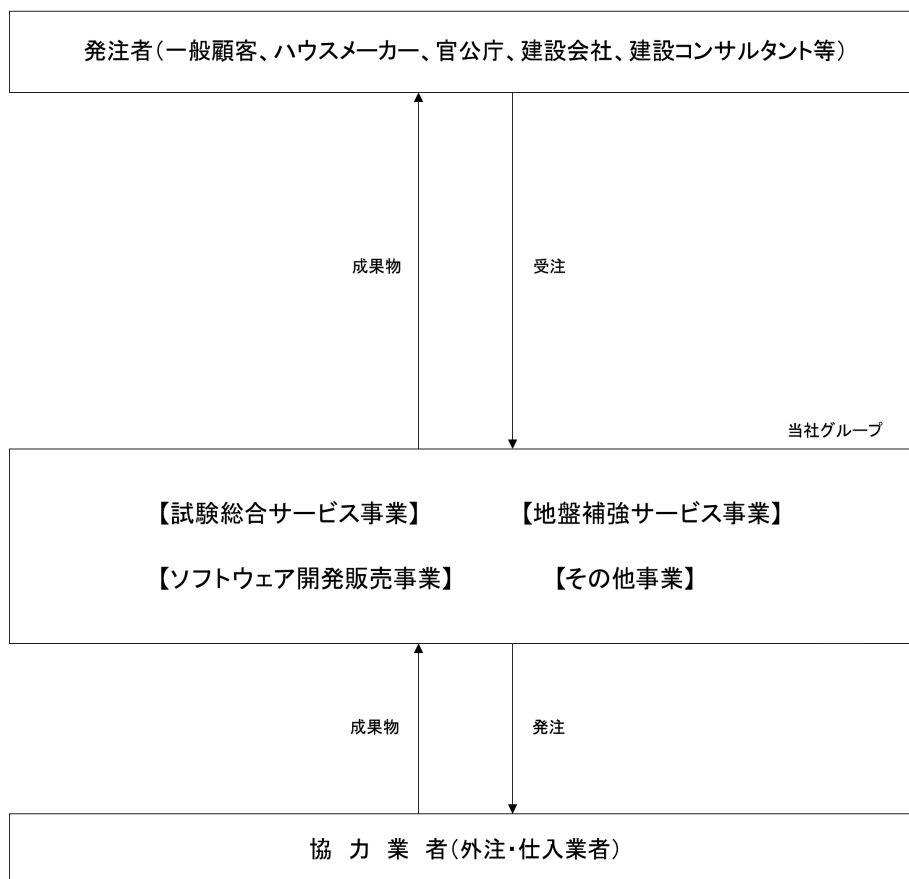 発注者(一般顧客、ハウスメーカー、官公庁、建設会社、建設コンサルタント等)
成果物 受注
当社グループ
【試験総合サービス事業】 【地盤補強サービス事業】
【ソフトウェア開発販売事業】 【その他事業】
成果物 発注
協 力 業 者(外注・仕入業者)